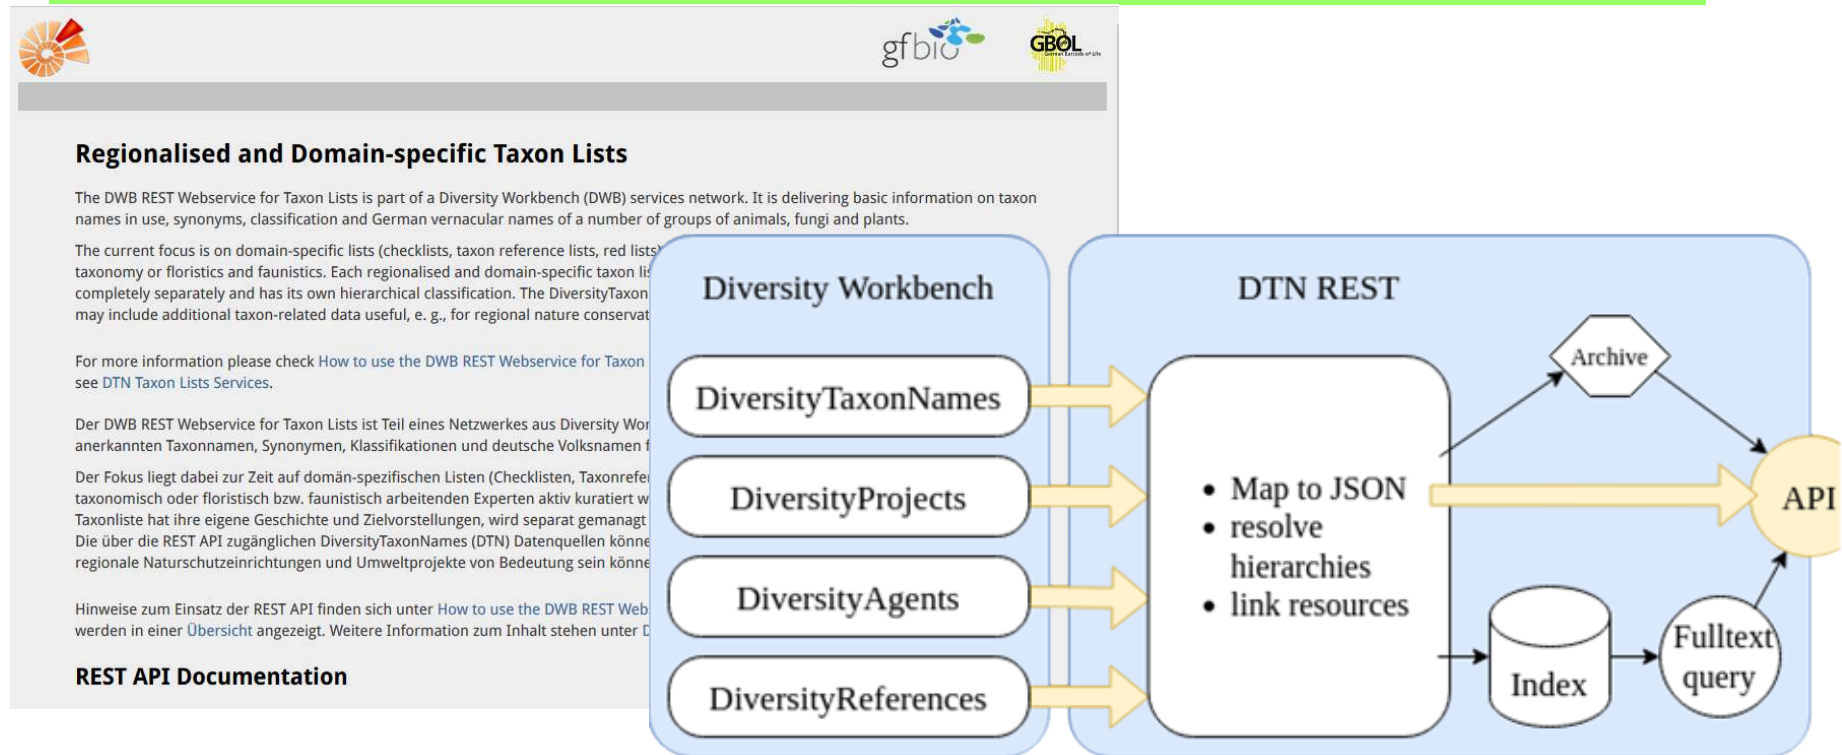 gfbio
GBOL
German Barcode of Life
Regionalised and Domain-specific Taxon Lists
The DWB REST Webservice for Taxon Lists is part of a Diversity Workbench (DWB) services network. It is delivering basic information on taxon
names in use, synonyms, classification and German vernacular names of a number of groups of animals, fungi and plants.
The current focus is on domain-specific lists (checklists, taxon reference lists, red lists)
taxonomy or floristics and faunistics. Each regionalised and domain-specific taxon
completely separately and has its own hierarchical classification. The DiversityTaxon
may include additional taxon-related data useful, e. g., for regional nature conservat
For more information please check How to use the DWB REST Webservice for Taxon
see DTN Taxon Lists Services.
Der DWB REST Webservice for Taxon Lists ist Teil eines Netzwerkes aus Diversity Wor
anerkannten Taxonnamen, Synonymen, Klassifikationen und deutsche Volksnamen f
Der Fokus liegt dabei zur Zeit auf domän-spezifischen Listen (Checklisten, Taxonrefer
taxonomisch oder floristisch bzw. faunistisch arbeitenden Experten aktiv kuratiert w
Taxonliste hat ihre eigene Geschichte und Zielvorstellungen, wird separat gemanagt
Die über die REST API zugänglichen DiversityTaxonNames (DTN) Datenquellen könne
regionale Naturschutzeinrichtungen und Umweltprojekte von Bedeutung sein könne
Hinweise zum Einsatz der REST API finden sich unter How to use the DWB REST Web
werden in einer Übersicht angezeigt. Weitere Information zum Inhalt stehen unter D
REST API Documentation
Diversity Workbench
DiversityTaxonNames
DiversityProjects
DiversityAgents
DiversityReferences
DTN REST
• Map to JSON
• resolve
hierarchies
• link resources
Archive
API
Index
Fulltext
query